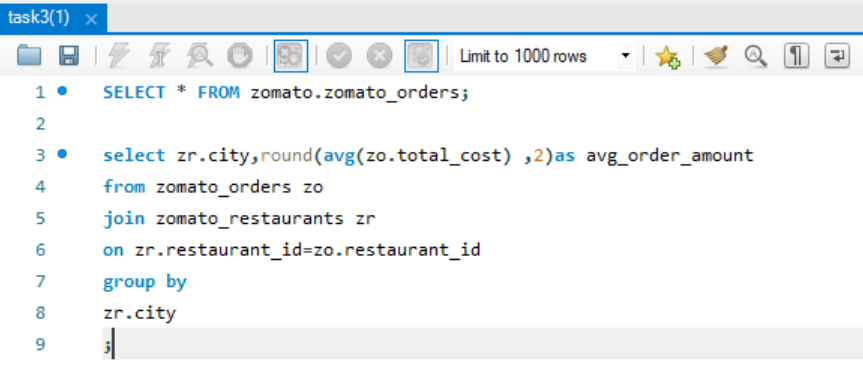 task3(1) ×
Limit to 1000 rows
1 SELECT * FROM zomato.zomato_orders;
2
3 select zr.city,round(avg(zo.total_cost) ,2)as avg_order_amount
4 from zomato_orders zo
5 join zomato_restaurants zr
6 on zr.restaurant_id=zo.restaurant_id
7 group by
8 zr.city
9 ;